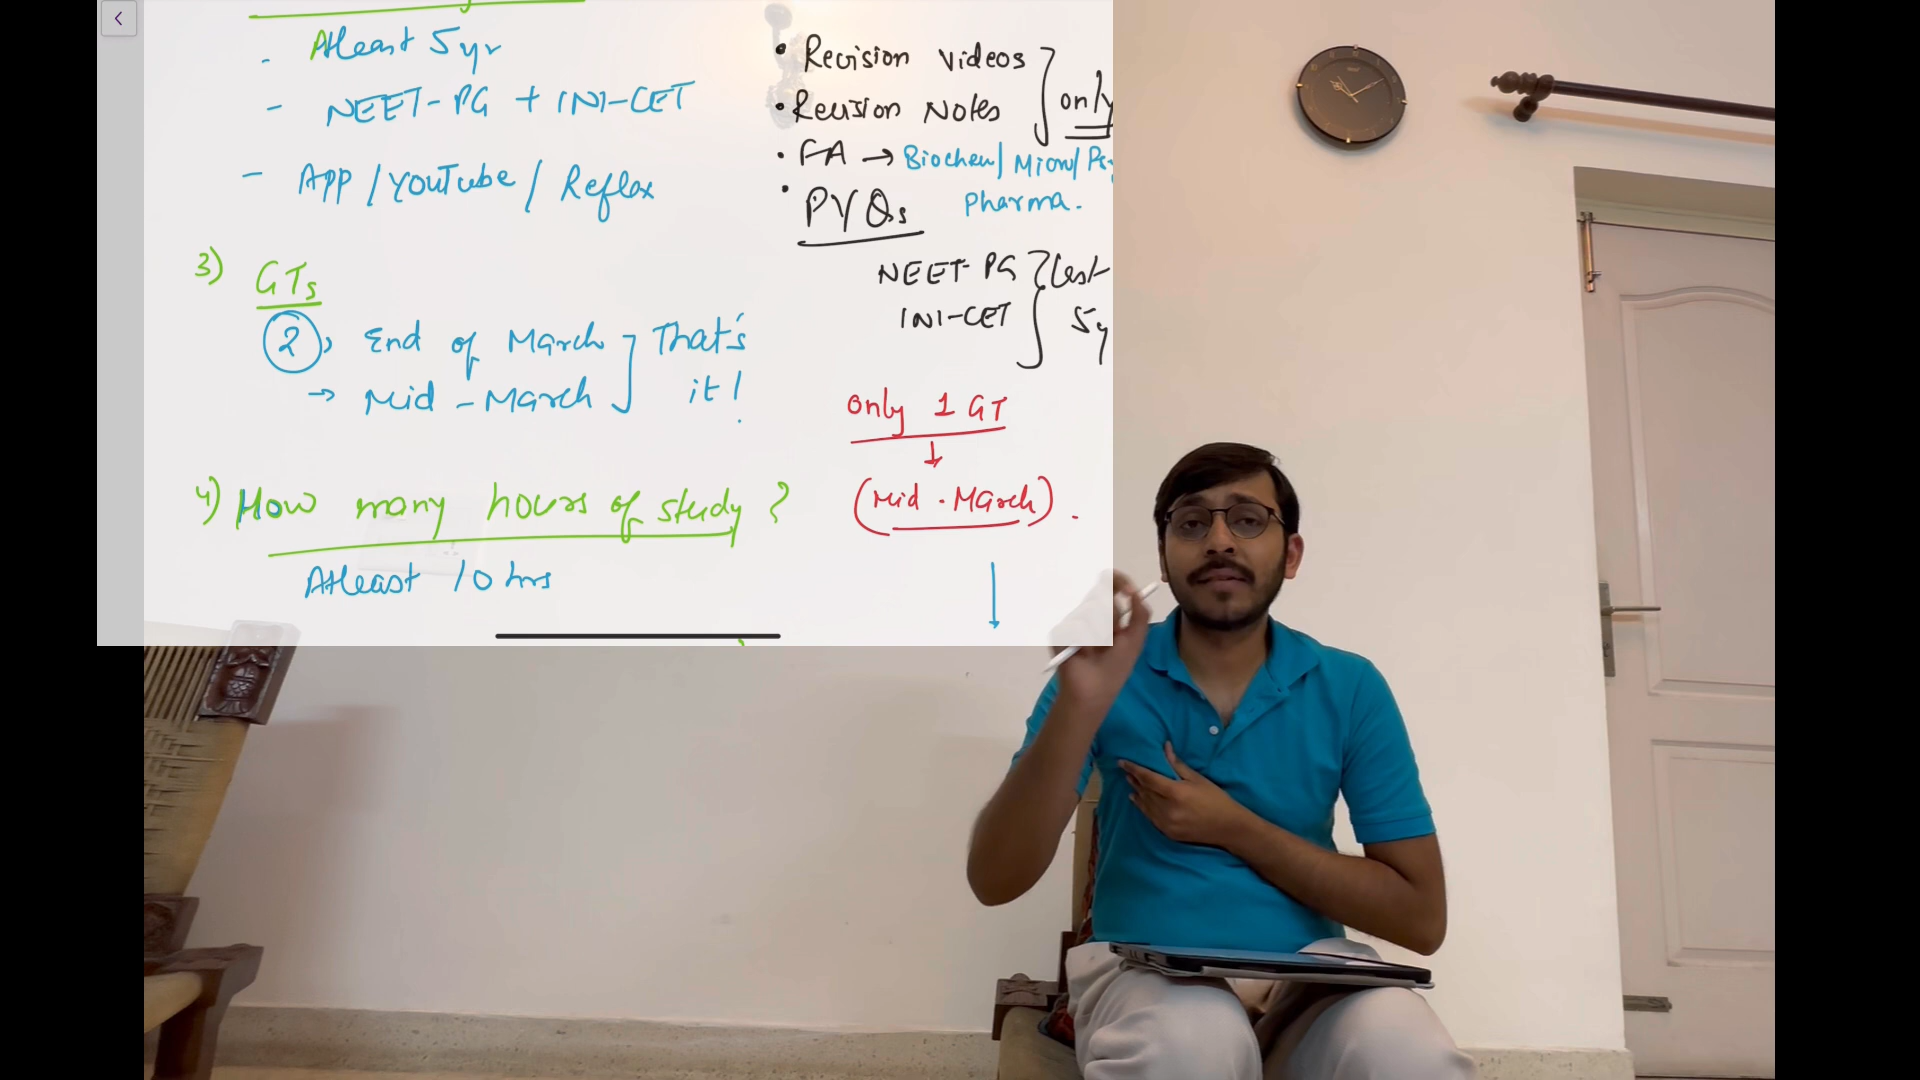 . Atleast 5yr
- NEET-PG + INI-CET
- App / YouTube / Reflex
3) GTs
2, End of March
→ Mid-March
That's
it!
4) How many hours of study ?
Atleast 10 hrs
• Revision Videos
• Revision Notes
only
• FA → Biochem/ Micro/
Pharma.
• PYQs
NEET-PG
INI-CET
Last
only 1 GT
↓
(Mid-March).
↓